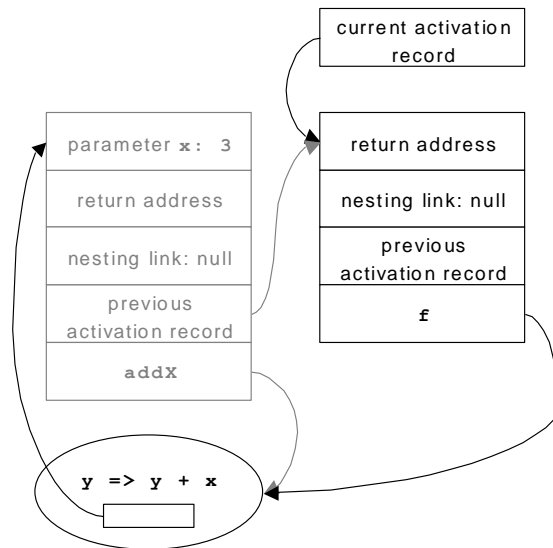 current activation
record
parameter x: 3
return address
nesting link: null
previous
activation record
addX
return address
nesting link: null
previous
activation record
f
y => y + x